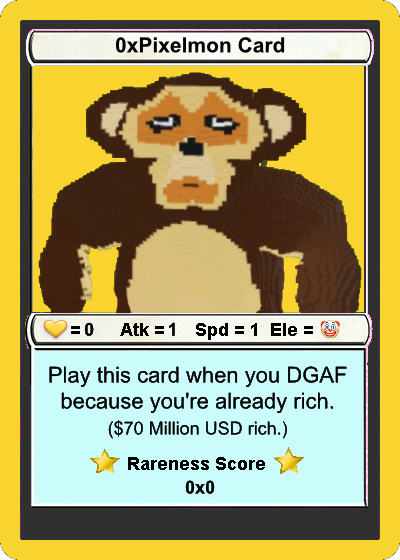 0xPixelmon Card
💛 = 0 Atk = 1 Spd = 1 Ele = 🤡
Play this card when you DGAF
because you're already rich.
($70 Million USD rich.)
⭐ Rareness Score ⭐
0x0